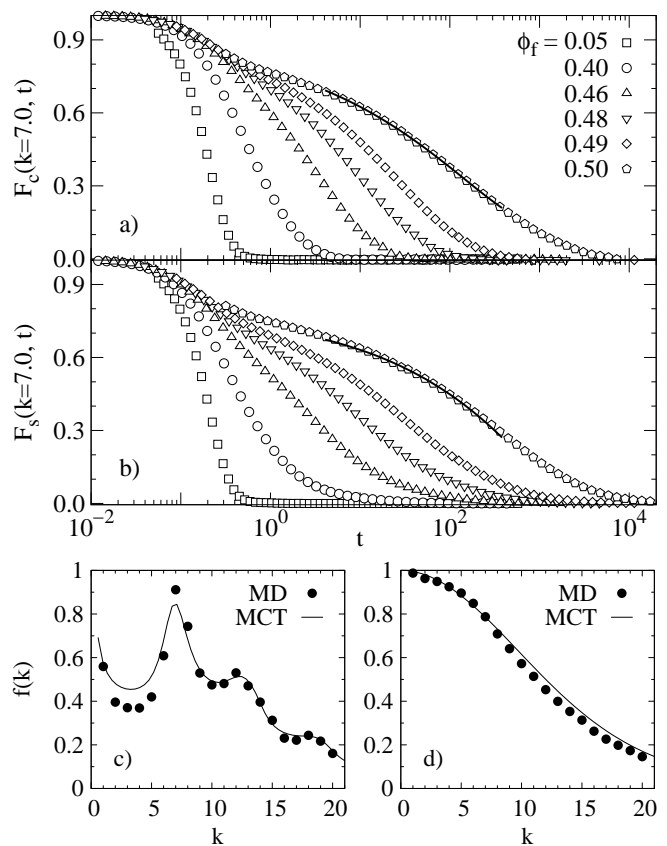 0.9
0.6
0.3
0.0
F_c(k=7.0, t)
a)
ϕ_f = 0.05
0.40
0.46
0.48
0.49
0.50
0.9
0.6
0.3
0.0
F_s(k=7.0, t)
b)
10^-2
10^0
10^2
10^4
t
1
0.8
0.6
0.4
0.2
0
f(k)
MD
MCT
c)
0 5 10 15 20
k
1
0.8
0.6
0.4
0.2
0
MD
MCT
d)
0 5 10 15 20
k